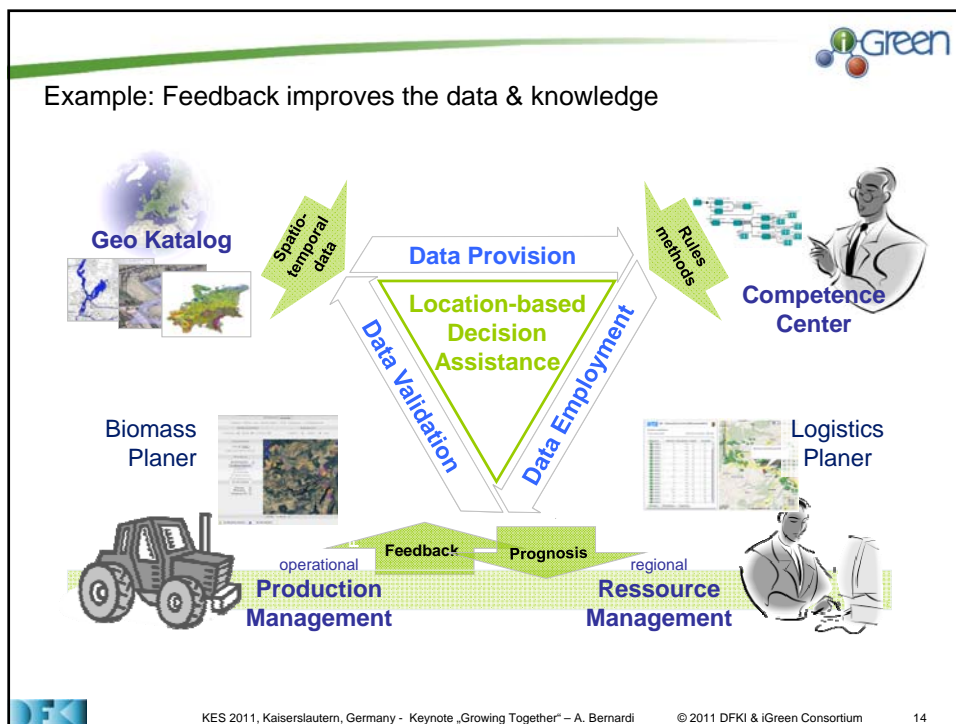 iGreen
Example: Feedback improves the data & knowledge
Geo Katalog
Spatio-
temporal
data
Data Provision
Rules
methods
Competence
Center
Location-based
Decision
Assistance
Data Validation
Data Employment
Biomass
Planer
Logistics
Planer
Feedback
Prognosis
operational
Production
Management
regional
Ressource
Management
DFKI
KES 2011, Kaiserslautern, Germany - Keynote „Growing Together“ – A. Bernardi
© 2011 DFKI & iGreen Consortium
14